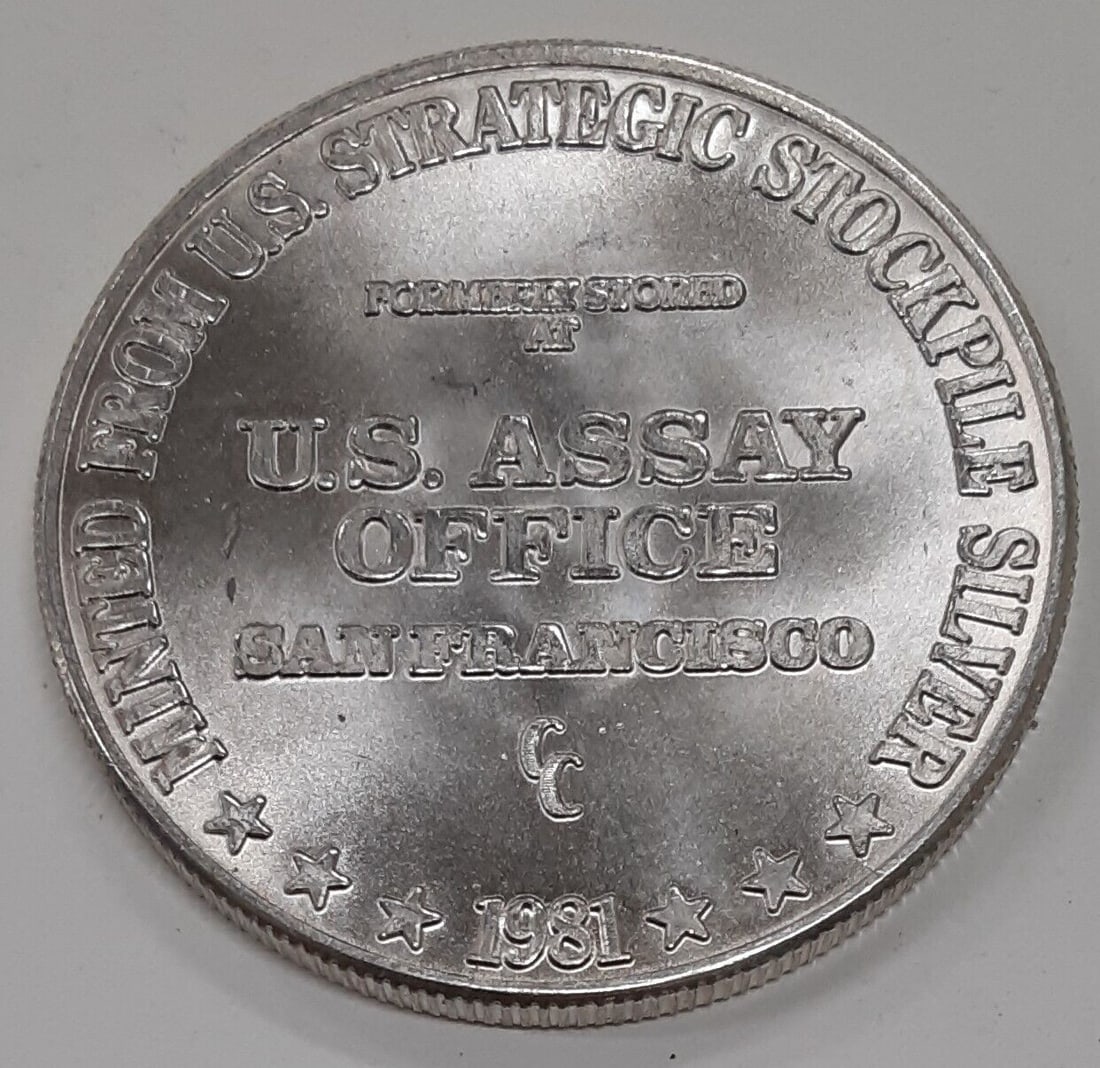 MINTED FROM U.S. STRATEGIC STOCKPILE SILVER
FORMERLY STORED
AT
U.S. ASSAY
OFFICE
SAN FRANCISCO
CC
1981